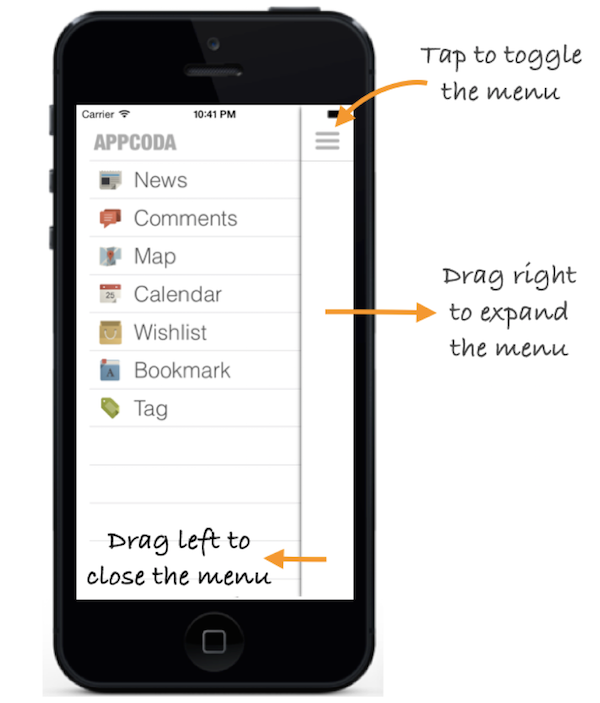 Tap to toggle
the menu
Carrier
10:41 PM
APPCODA
News
Comments
Map
25
Calendar
Wishlist
A
Bookmark
Tag
Drag right
to expand
the menu
Drag left to
close the menu